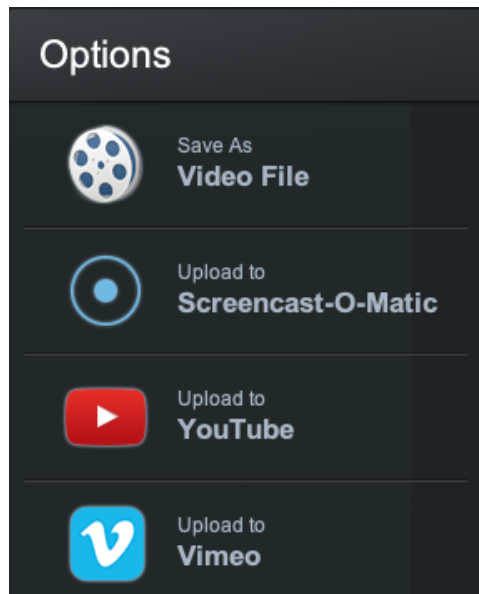 Options
Save As
Video File
Upload to
Screencast-O-Matic
Upload to
YouTube
Upload to
Vimeo